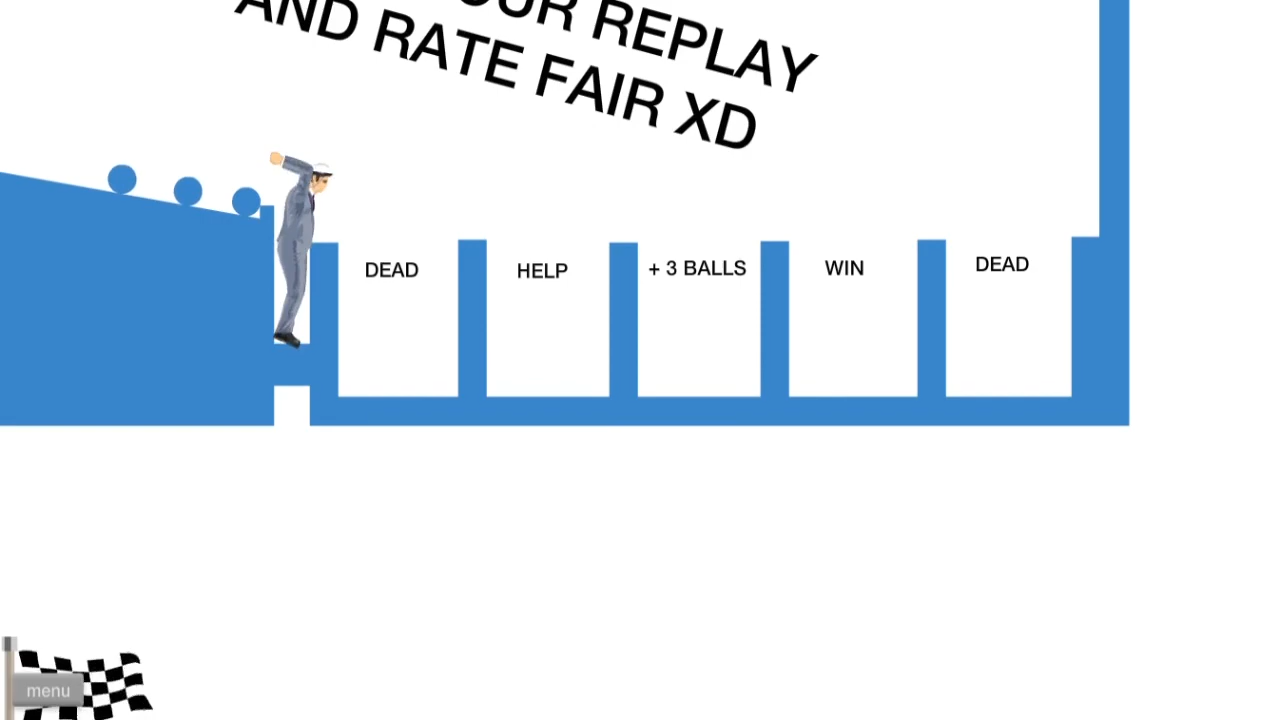 REPLAY
AND RATE FAIR XD
DEAD
HELP
+ 3 BALLS
WIN
DEAD
menu